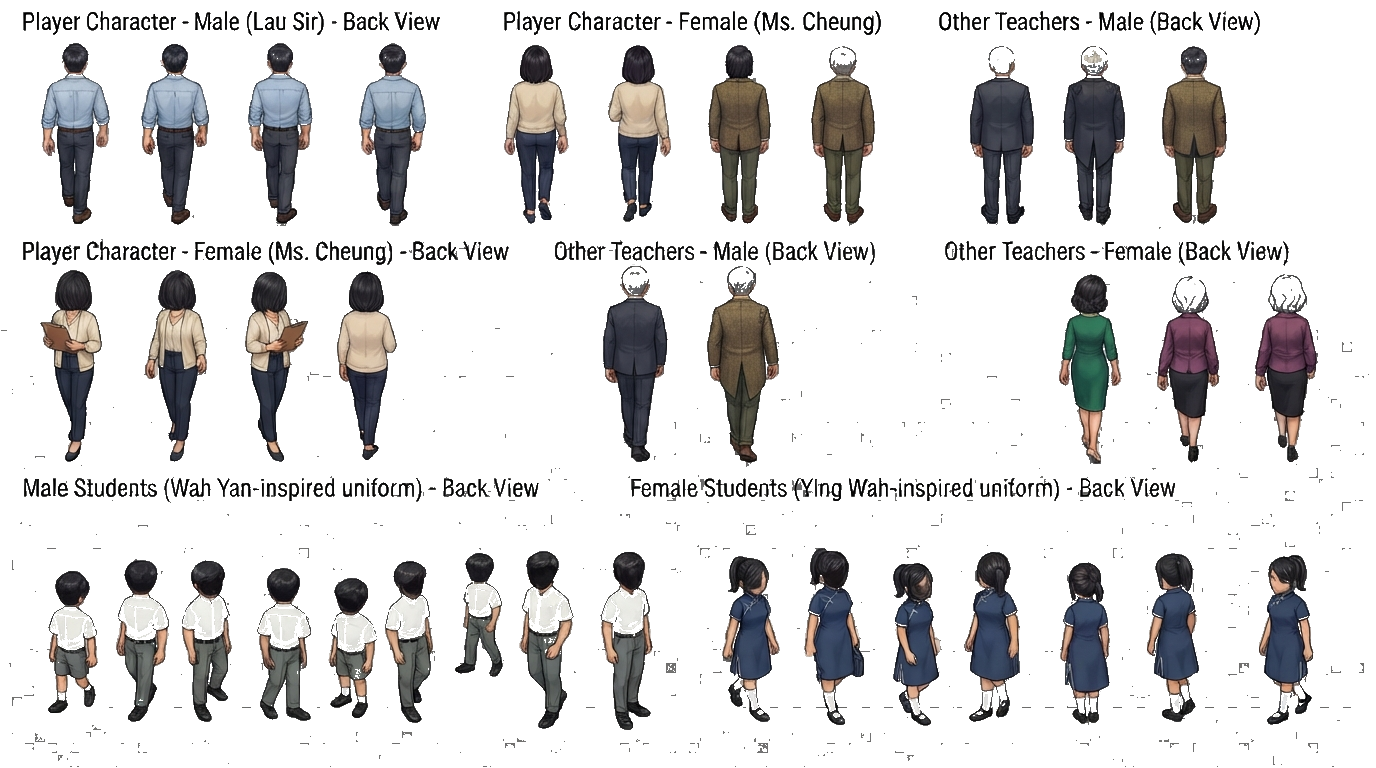 Player Character - Male (Lau Sir) - Back View
Player Character - Female (Ms. Cheung)
Other Teachers - Male (Back View)
Player Character - Female (Ms. Cheung) - Back View
Other Teachers - Male (Back View)
Other Teachers - Female (Back View)
Male Students (Wah Yan-inspired uniform) - Back View
Female Students (Ying Wah-inspired uniform) - Back View